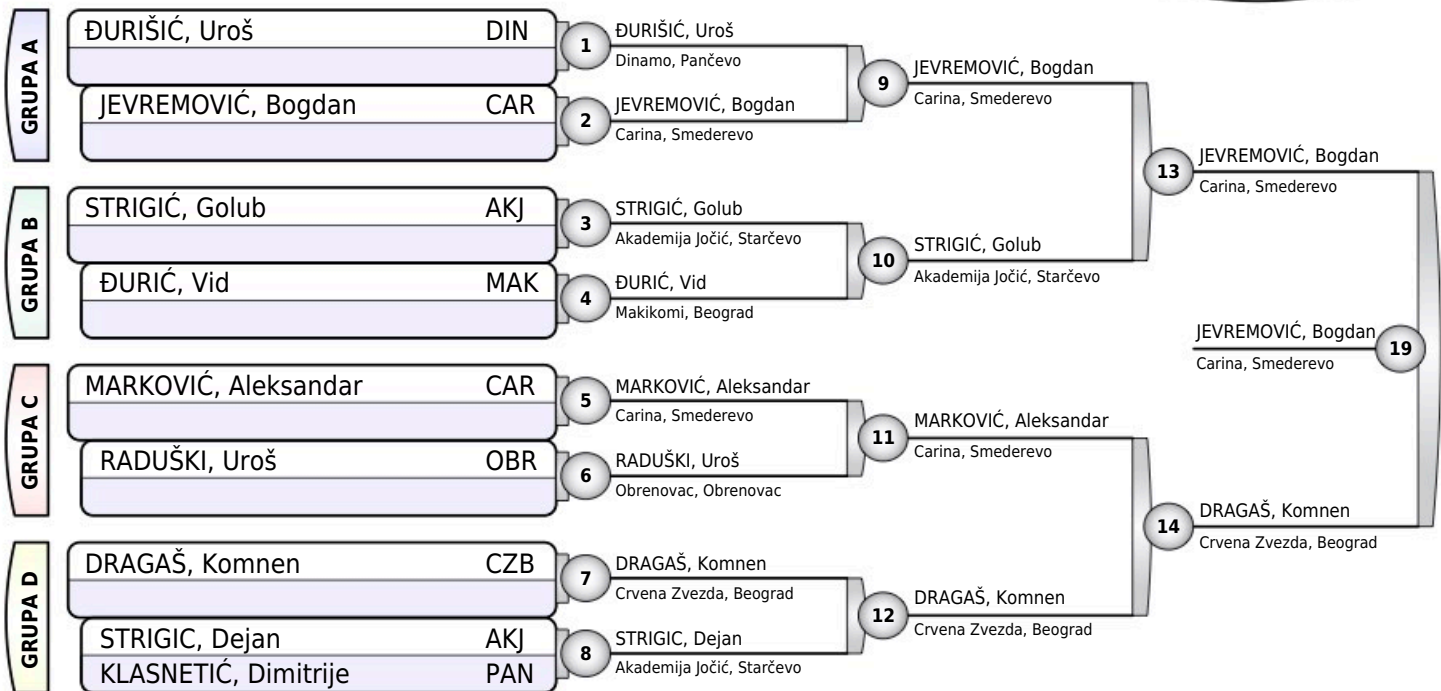 GRUPA A
ĐURIŠIĆ, Uroš DIN
JEVREMOVIĆ, Bogdan CAR
GRUPA B
STRIGIĆ, Golub AKJ
ĐURIĆ, Vid MAK
GRUPA C
MARKOVIĆ, Aleksandar CAR
RADUŠKI, Uroš OBR
GRUPA D
DRAGAŠ, Komnen CZB
STRIGIC, Dejan AKJ
KLASNETIĆ, Dimitrije PAN
1
ĐURIŠIĆ, Uroš
Dinamo, Pančevo
2
JEVREMOVIĆ, Bogdan
Carina, Smederevo
3
STRIGIĆ, Golub
Akademija Jočić, Starčevo
4
ĐURIĆ, Vid
Makikomi, Beograd
5
MARKOVIĆ, Aleksandar
Carina, Smederevo
6
RADUŠKI, Uroš
Obrenovac, Obrenovac
7
DRAGAŠ, Komnen
Crvena Zvezda, Beograd
8
STRIGIC, Dejan
Akademija Jočić, Starčevo
9
JEVREMOVIĆ, Bogdan
Carina, Smederevo
10
STRIGIĆ, Golub
Akademija Jočić, Starčevo
11
MARKOVIĆ, Aleksandar
Carina, Smederevo
12
DRAGAŠ, Komnen
Crvena Zvezda, Beograd
13
JEVREMOVIĆ, Bogdan
Carina, Smederevo
14
DRAGAŠ, Komnen
Crvena Zvezda, Beograd
JEVREMOVIĆ, Bogdan
Carina, Smederevo
19